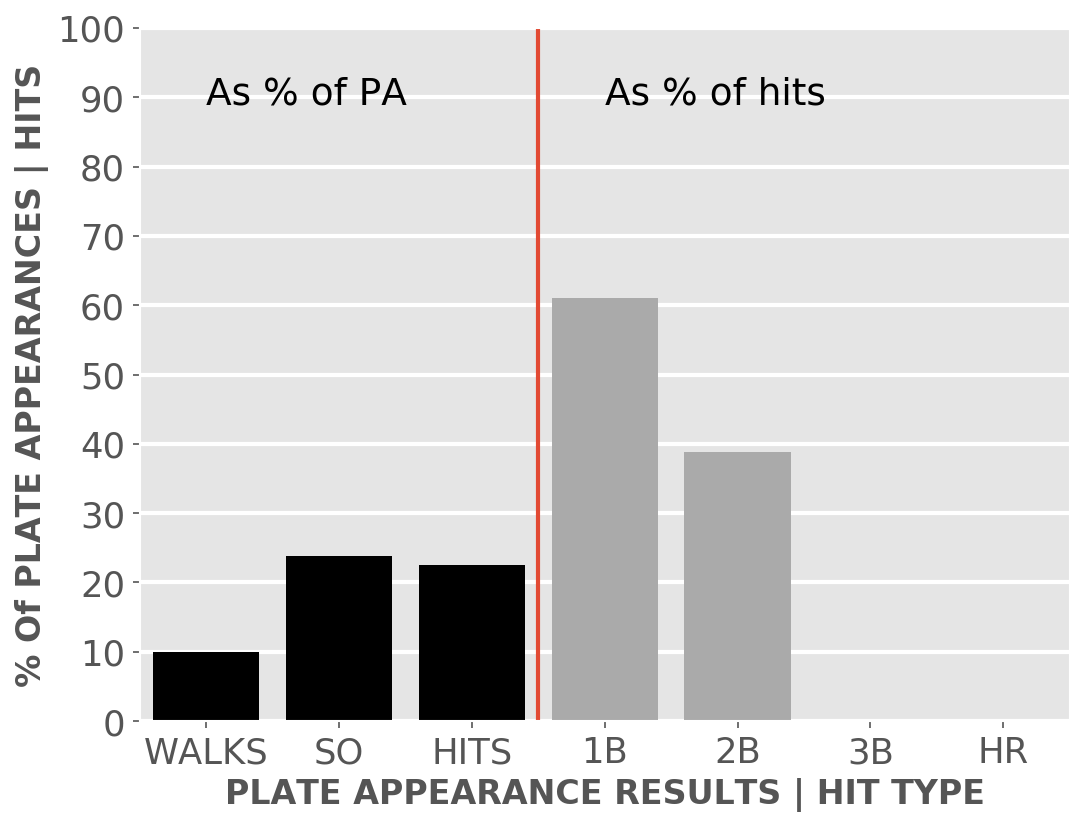 As % of PA
As % of hits
% Of PLATE APPEARANCES | HITS
100
90
80
70
60
50
40
30
20
10
0
WALKS SO HITS 1B 2B 3B HR
PLATE APPEARANCE RESULTS | HIT TYPE